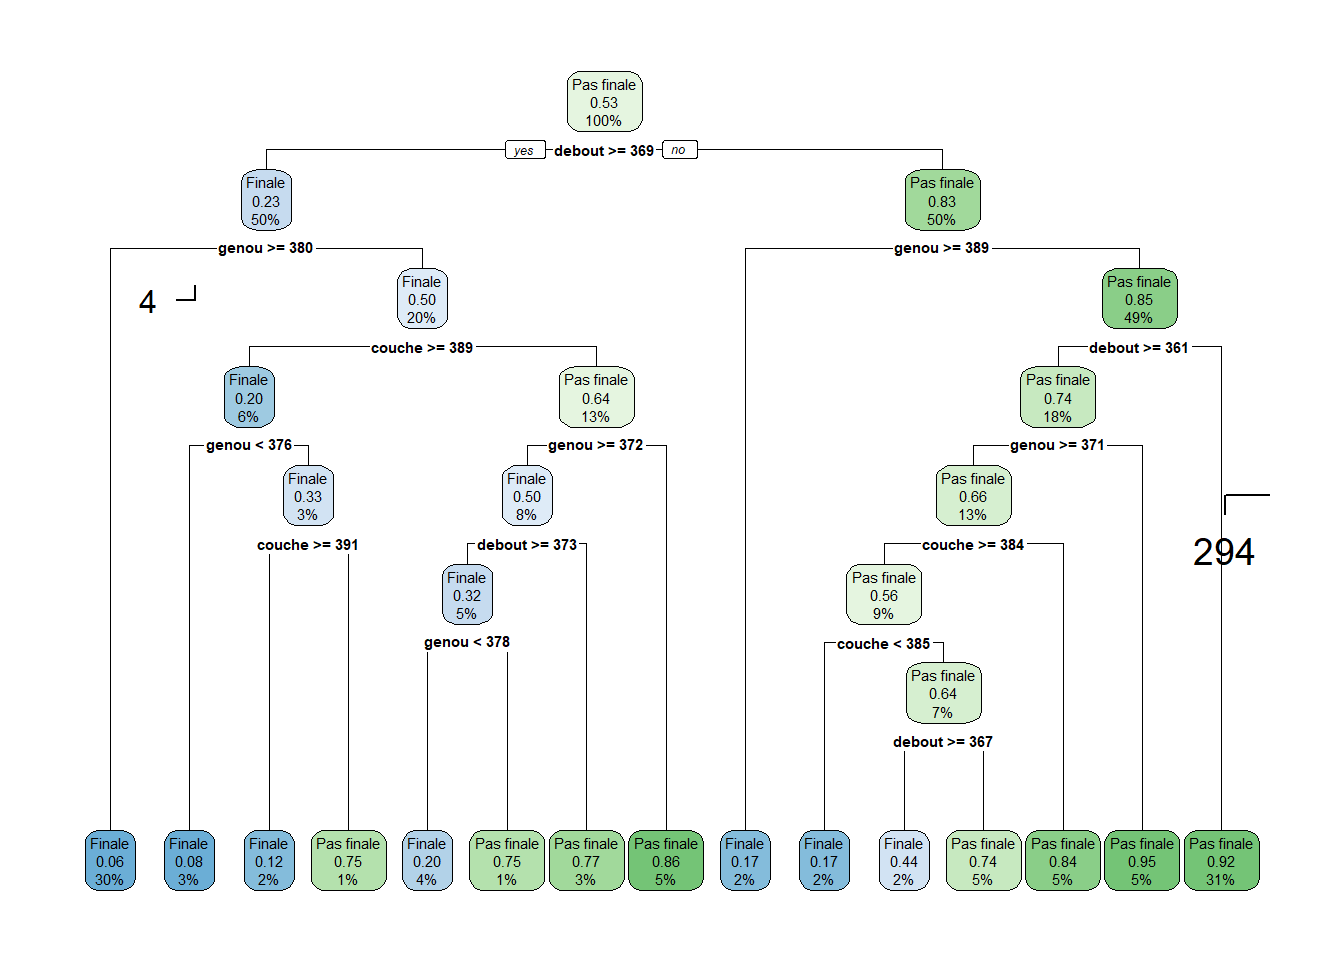 Pas finale
0.53
100%
yes
debout >= 369
no
Finale
0.23
50%
Pas finale
0.83
50%
genou >= 380
genou >= 389
4
Finale
0.50
20%
Pas finale
0.85
49%
couche >= 389
debout >= 361
Finale
0.20
6%
Pas finale
0.64
13%
Pas finale
0.74
18%
genou < 376
genou >= 372
genou >= 371
Finale
0.33
3%
Finale
0.50
8%
Pas finale
0.66
13%
294
couche >= 391
debout >= 373
couche >= 384
Finale
0.32
5%
Pas finale
0.56
9%
genou < 378
couche < 385
Pas finale
0.64
7%
debout >= 367
Finale
0.06
30%
Finale
0.08
3%
Finale
0.12
2%
Pas finale
0.75
1%
Finale
0.20
4%
Pas finale
0.75
1%
Pas finale
0.77
3%
Pas finale
0.86
5%
Finale
0.17
2%
Finale
0.17
2%
Finale
0.44
2%
Pas finale
0.74
5%
Pas finale
0.84
5%
Pas finale
0.95
5%
Pas finale
0.92
31%